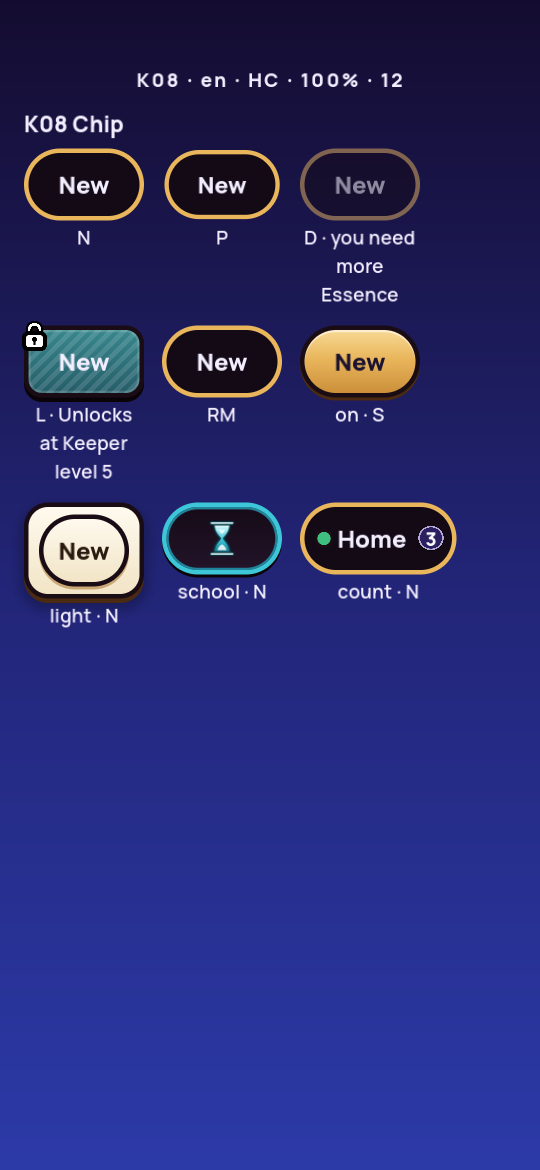 K08 · en · HC · 100% · 12
K08 Chip
New
New
New
N
P
D · you need
more
Essence
New
New
New
L · Unlocks
at Keeper
level 5
RM
on · S
New
Home 3
light · N
school · N
count · N